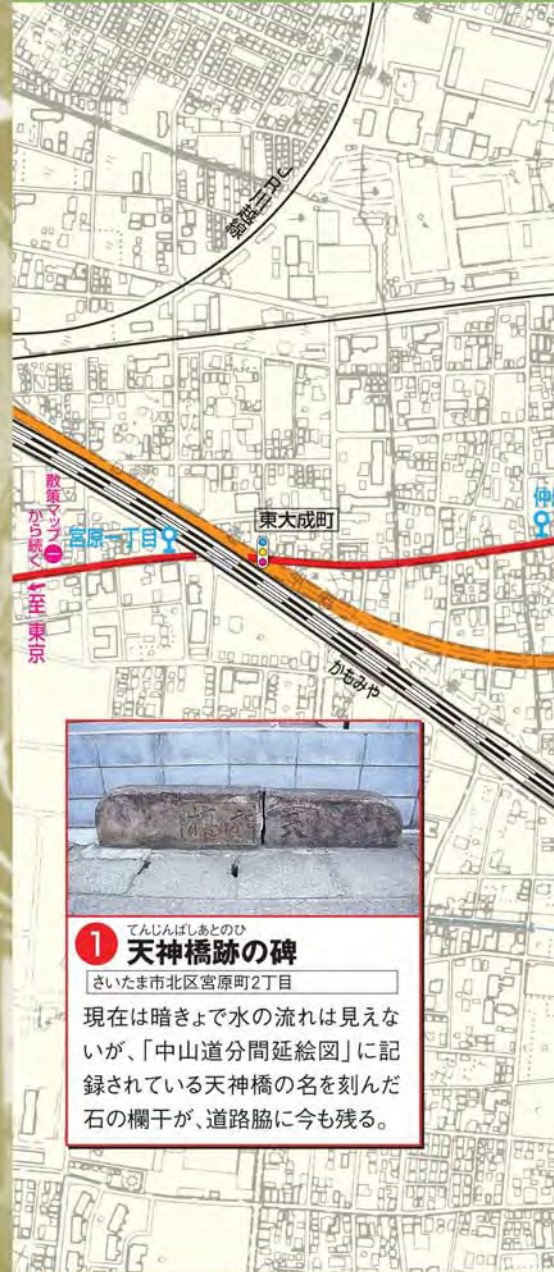 JR川越線
散策マップ一
から続く
至 東京
宮原一丁目
東大成町
仲
かもみや
天神橋
1
てんじんばしあとのひ
天神橋跡の碑
さいたま市北区宮原町2丁目
現在は暗きょで水の流れは見えな
いが、「中山道分間延絵図」に記
録されている天神橋の名を刻んだ
石の欄干が、道路脇に今も残る。